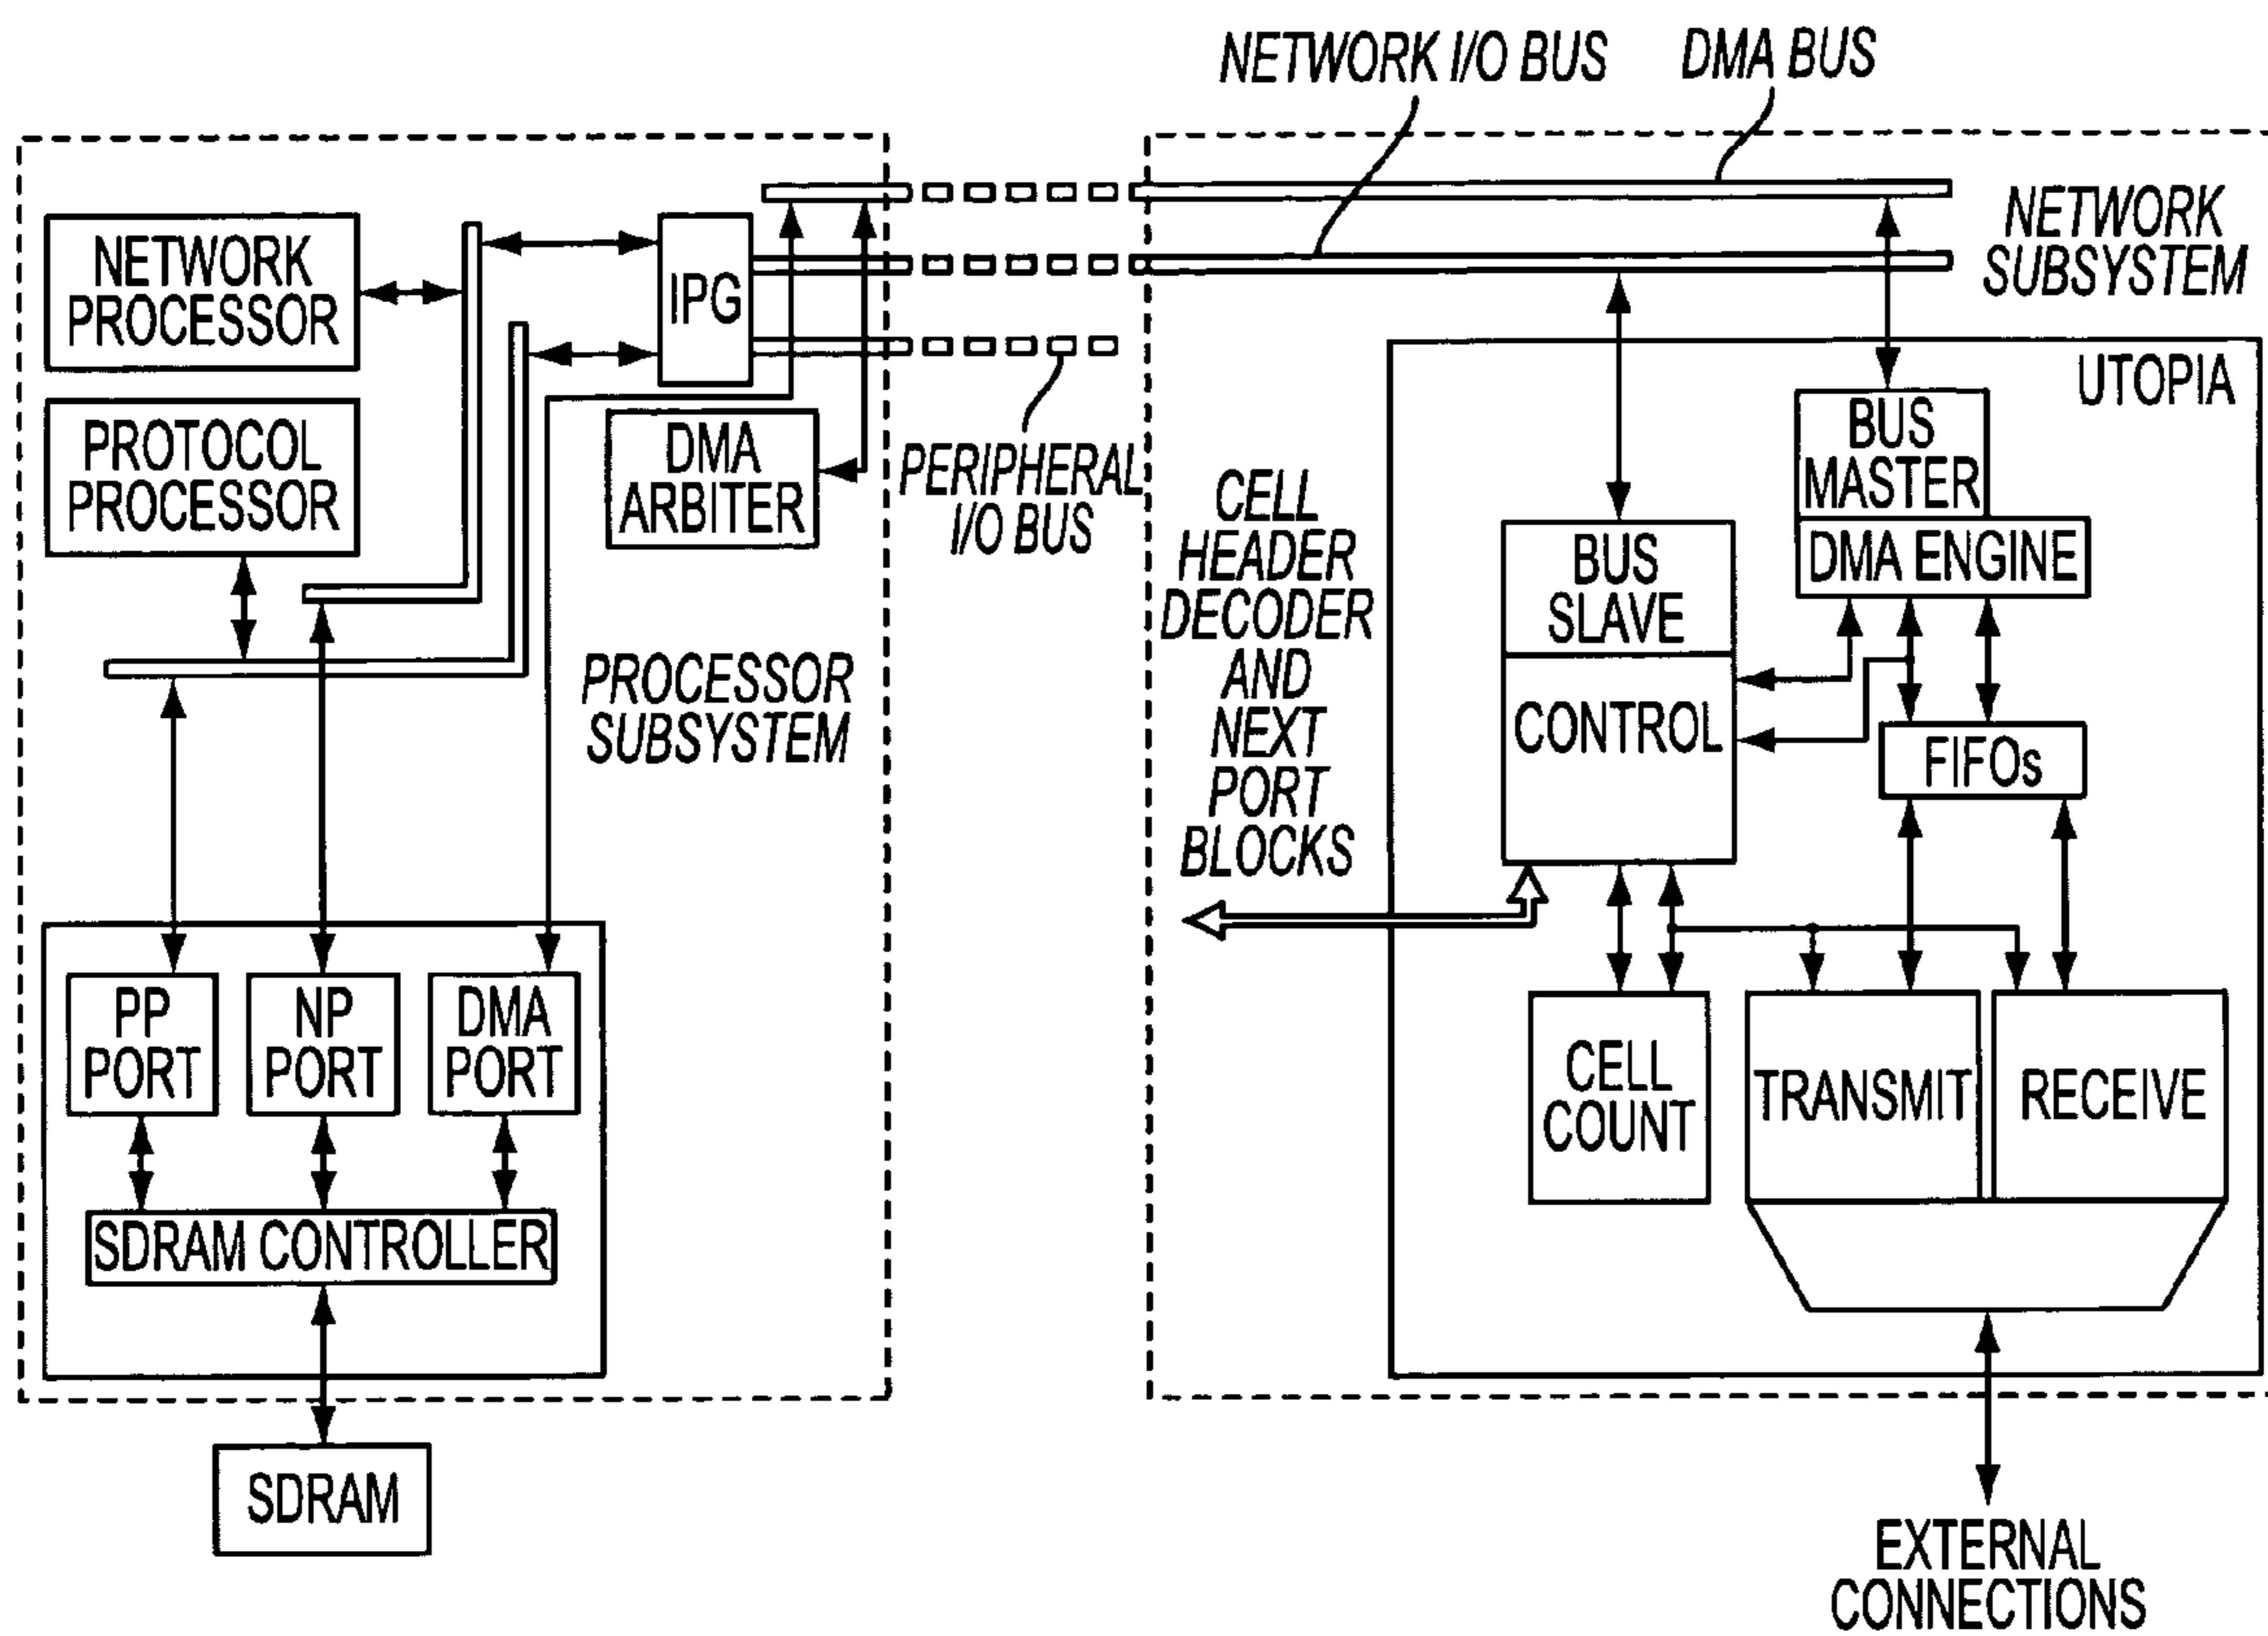 NETWORK I/O BUS
DMA BUS
NETWORK
SUBSYSTEM
NETWORK
PROCESSOR
IPG
PROTOCOL
PROCESSOR
DMA
ARBITER
PERIPHERAL
I/O BUS
PROCESSOR
SUBSYSTEM
PP
PORT
NP
PORT
DMA
PORT
SDRAM CONTROLLER
SDRAM
UTOPIA
BUS
MASTER
DMA ENGINE
CELL
HEADER
DECODER
AND
NEXT
PORT
BLOCKS
BUS
SLAVE
CONTROL
FIFOs
CELL
COUNT
TRANSMIT
RECEIVE
EXTERNAL
CONNECTIONS